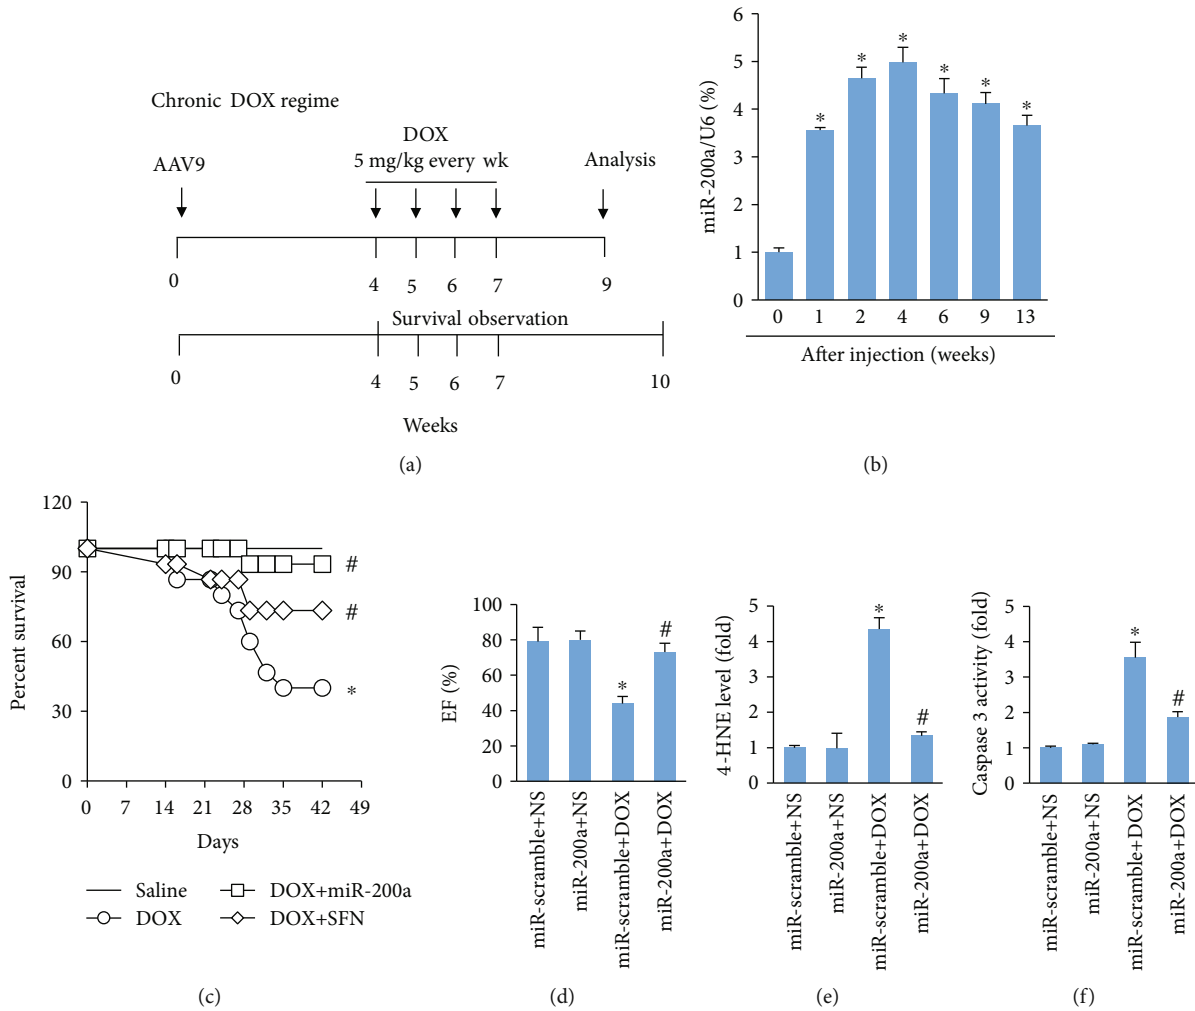 Chronic DOX regime
DOX
5 mg/kg every wk
AAV9
Analysis
0 4 5 6 7 9
Survival observation
0 4 5 6 7 10
Weeks
(a)
miR-200a/U6 (%)
6
5
4
3
2
1
0
* * * * * *
0 1 2 4 6 9 13
After injection (weeks)
(b)
Percent survival
120
90
60
30
0
#
#
*
0 7 14 21 28 35 42 49
Days
Saline
DOX+miR-200a
DOX
DOX+SFN
(c)
EF (%)
100
80
60
40
20
0
* #
miR-scramble+NS
miR-200a+NS
miR-scramble+DOX
miR-200a+DOX
(d)
4-HNE level (fold)
5
4
3
2
1
0
* #
miR-scramble+NS
miR-200a+NS
miR-scramble+DOX
miR-200a+DOX
(e)
Caspase 3 activity (fold)
5
4
3
2
1
0
* #
miR-scramble+NS
miR-200a+NS
miR-scramble+DOX
miR-200a+DOX
(f)